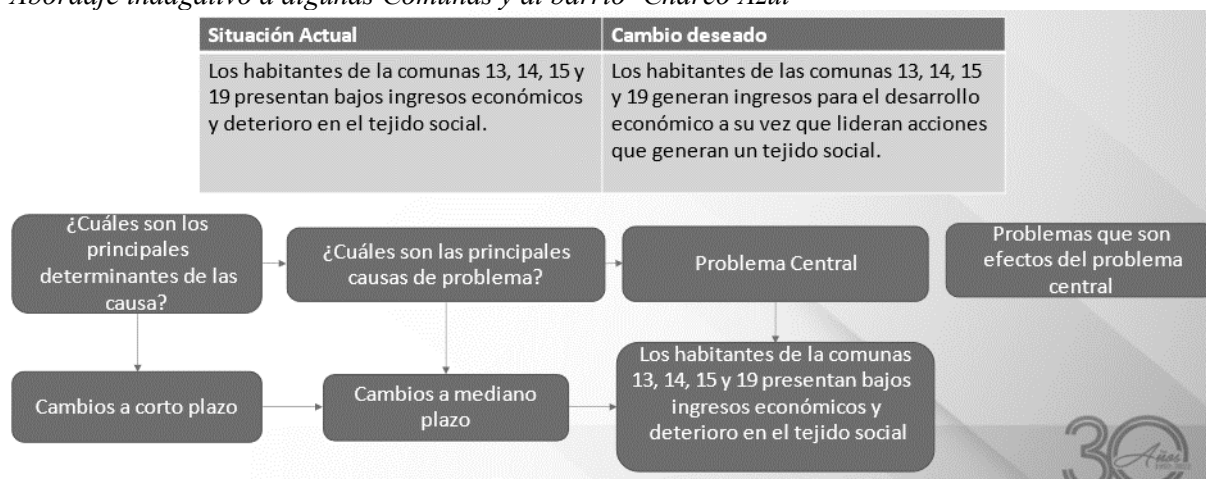 Abordaje indagativo a algunas Comunas y al barrio "Charco Azul"
Situación Actual
Cambio deseado
Los habitantes de la comunas 13, 14, 15 y
19 presentan bajos ingresos económicos
y deterioro en el tejido social.
Los habitantes de las comunas 13, 14, 15
y 19 generan ingresos para el desarrollo
económico a su vez que lideran acciones
que generan un tejido social.
¿Cuáles son los
principales
determinantes de las
causa?
¿Cuáles son las principales
causas de problema?
Problema Central
Problemas que son
efectos del problema
central
Cambios a corto plazo
Cambios a mediano
plazo
Los habitantes de la comunas
13, 14, 15 y 19 presentan bajos
ingresos económicos y
deterioro en el tejido social
30
Años